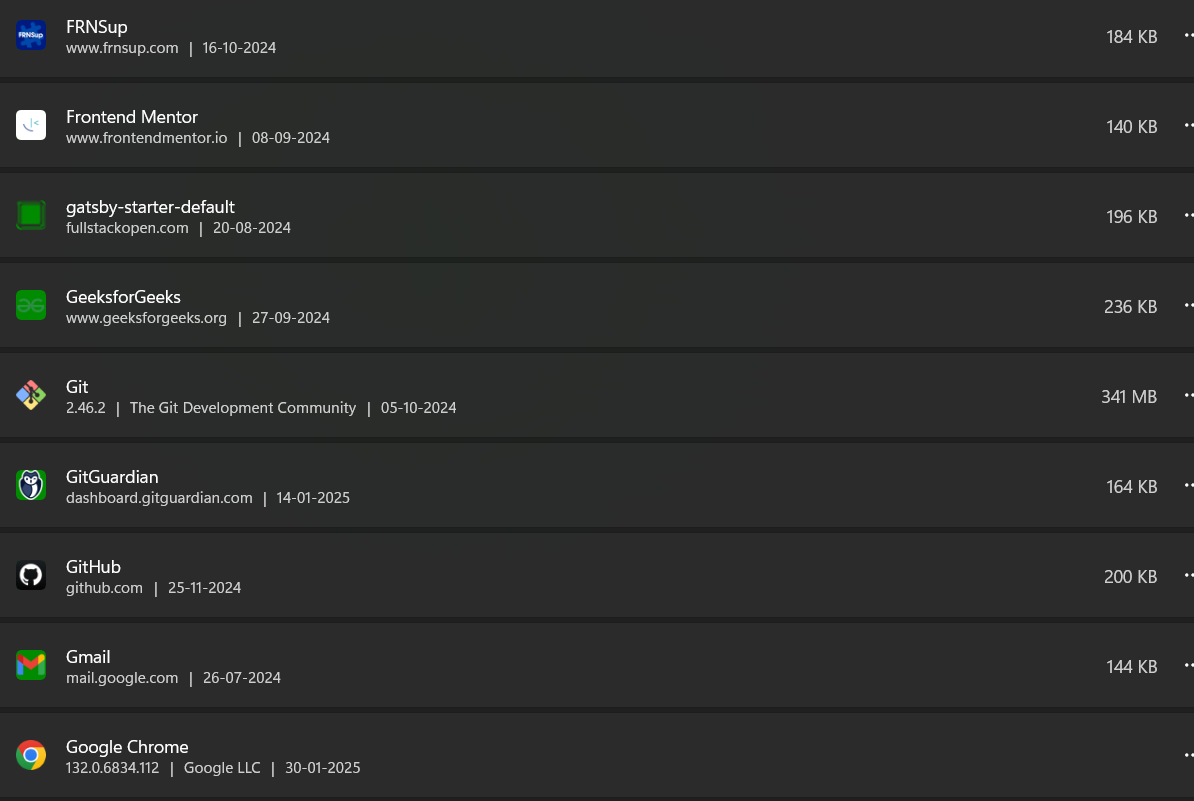 FRNSup
FRNSup
www.frnsup.com | 16-10-2024
184 KB
Frontend Mentor
www.frontendmentor.io | 08-09-2024
140 KB
gatsby-starter-default
fullstackopen.com | 20-08-2024
196 KB
GeeksforGeeks
www.geeksforgeeks.org | 27-09-2024
236 KB
Git
2.46.2 | The Git Development Community | 05-10-2024
341 MB
GitGuardian
dashboard.gitguardian.com | 14-01-2025
164 KB
GitHub
github.com | 25-11-2024
200 KB
Gmail
mail.google.com | 26-07-2024
144 KB
Google Chrome
132.0.6834.112 | Google LLC | 30-01-2025